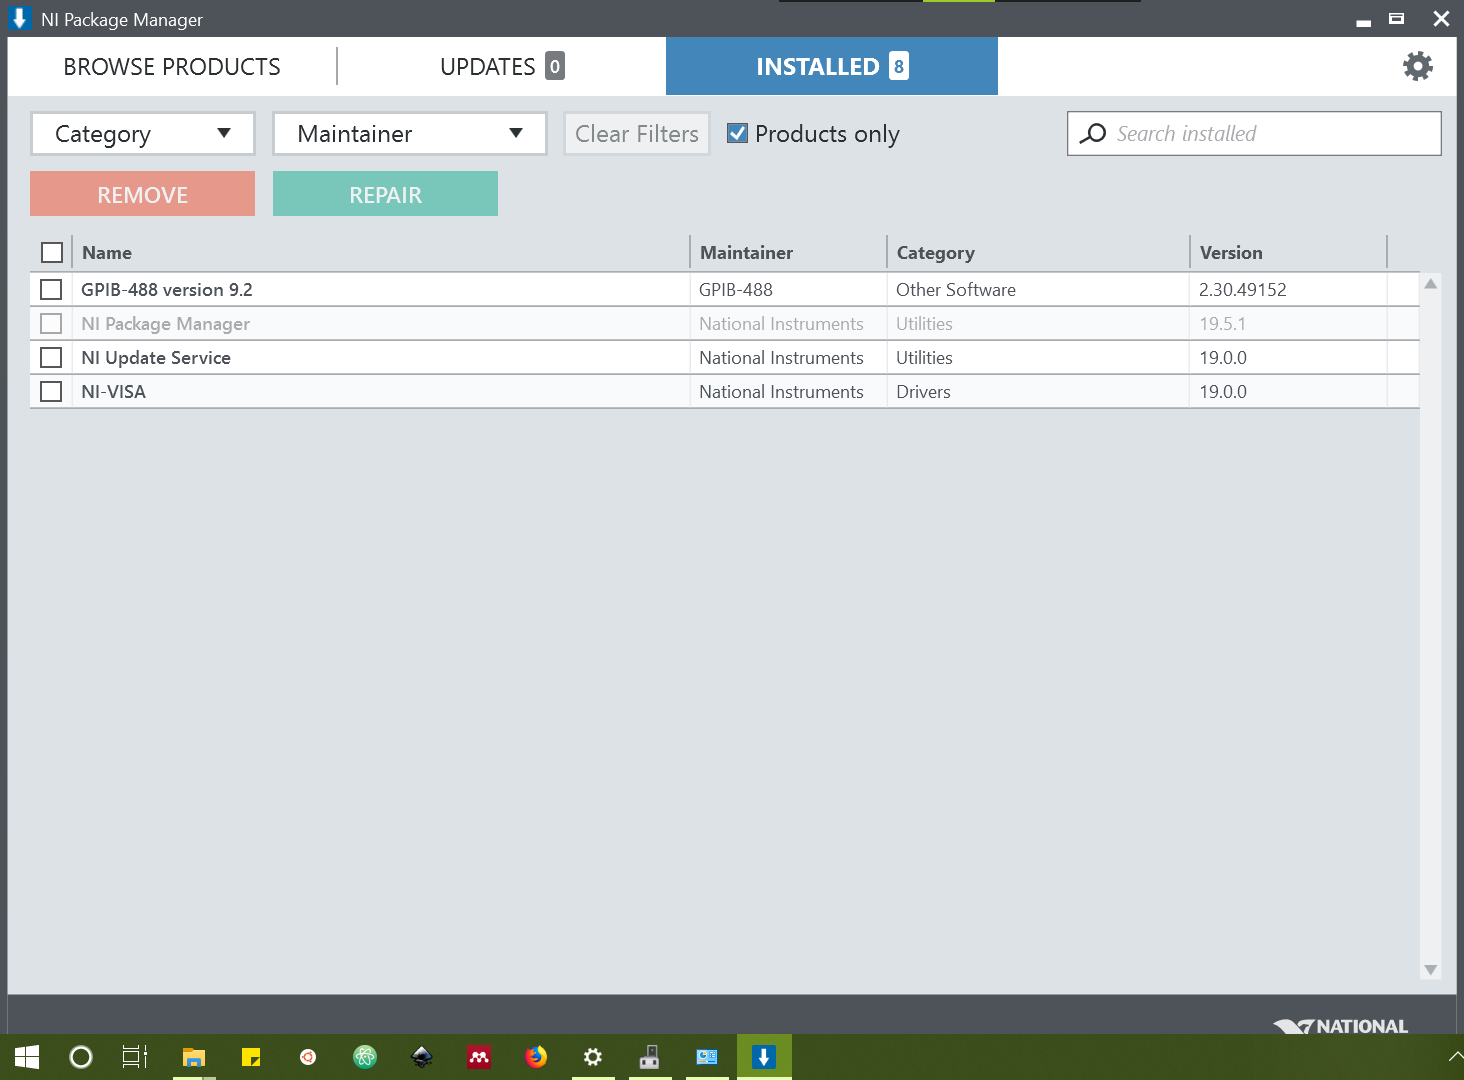 NI Package Manager
BROWSE PRODUCTS UPDATES 0 INSTALLED 8
Category Maintainer Clear Filters Products only Search installed
REMOVE REPAIR
Name Maintainer Category Version
GPIB-488 version 9.2 GPIB-488 Other Software 2.30.49152
NI Package Manager National Instruments Utilities 19.5.1
NI Update Service National Instruments Utilities 19.0.0
NI-VISA National Instruments Drivers 19.0.0
NATIONAL